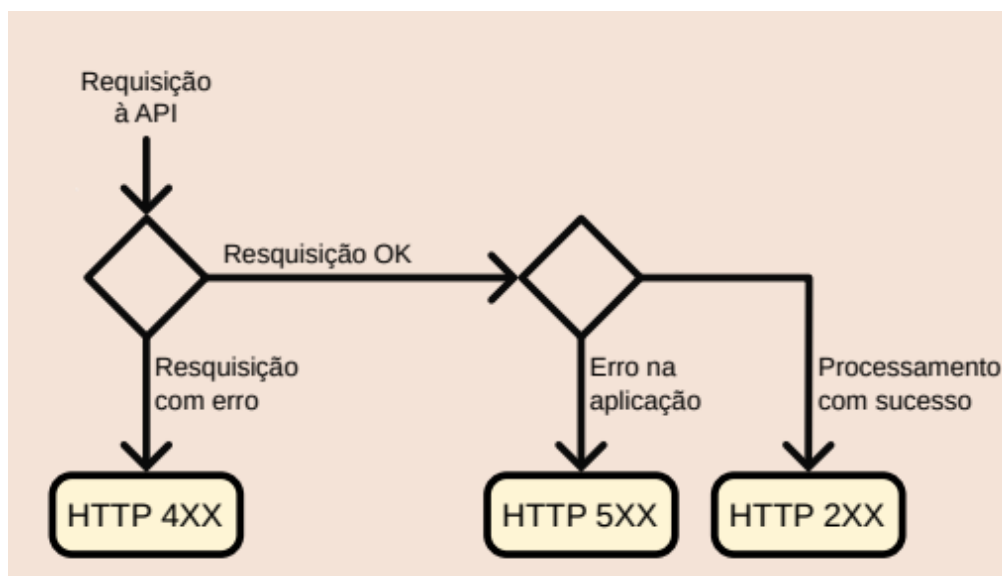 Requisição
à API
Resquisição OK
Resquisição
com erro
Erro na
aplicação
Processamento
com sucesso
HTTP 4XX
HTTP 5XX
HTTP 2XX